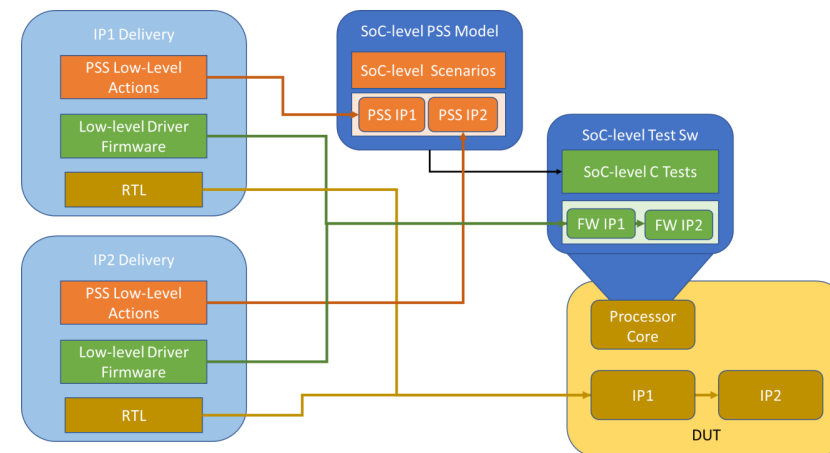 IP1 Delivery
PSS Low-Level
Actions
Low-level Driver
Firmware
RTL
IP2 Delivery
PSS Low-Level
Actions
Low-level Driver
Firmware
RTL
SoC-level PSS Model
SoC-level Scenarios
PSS IP1
PSS IP2
SoC-level Test Sw
SoC-level C Tests
FW IP1
FW IP2
Processor
Core
IP1
IP2
DUT